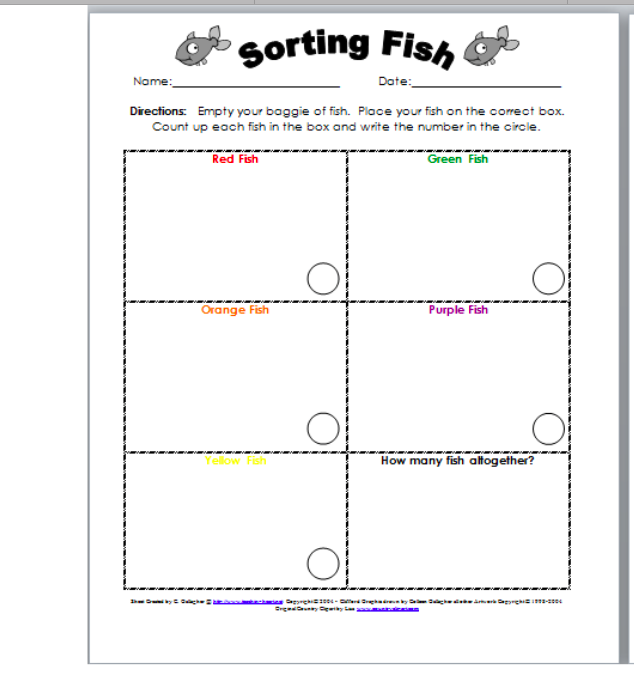 Sorting Fish
Name: Date:
Directions: Empty your baggie of fish. Place your fish on the correct box.
Count up each fish in the box and write the number in the circle.
Red Fish Green Fish
Orange Fish Purple Fish
Yellow Fish How many fish altogether?